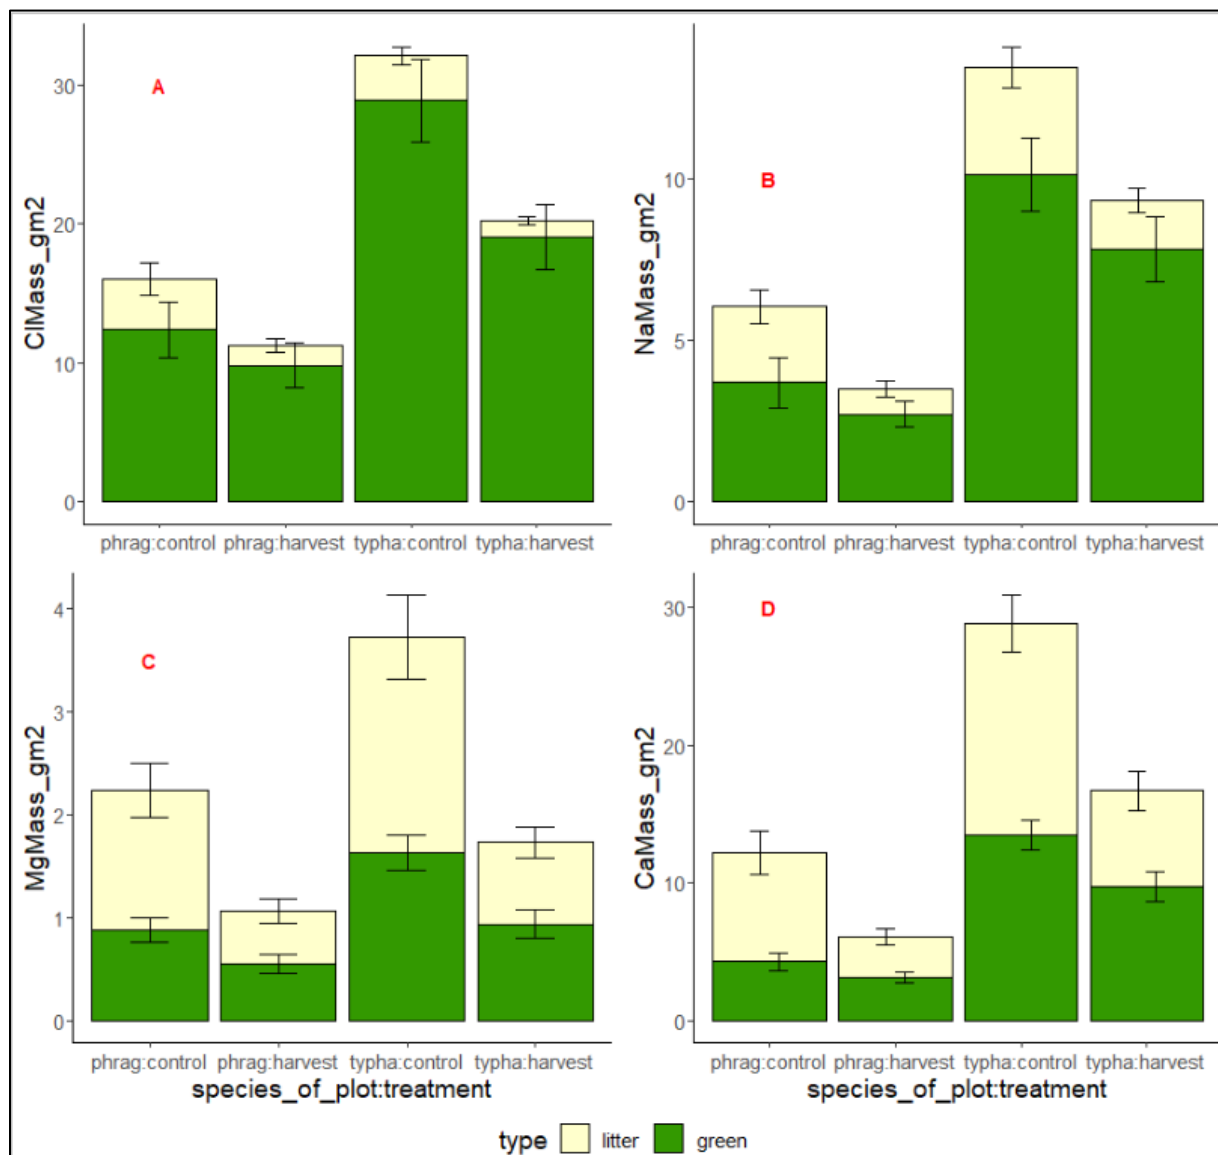 A
ClMass_gm2
30
20
10
0
phrag:control phrag:harvest typha:control typha:harvest
B
NaMass_gm2
10
5
0
phrag:control phrag:harvest typha:control typha:harvest
C
MgMass_gm2
4
3
2
1
0
phrag:control phrag:harvest typha:control typha:harvest
species_of_plot:treatment
D
CaMass_gm2
30
20
10
0
phrag:control phrag:harvest typha:control typha:harvest
species_of_plot:treatment
type litter green